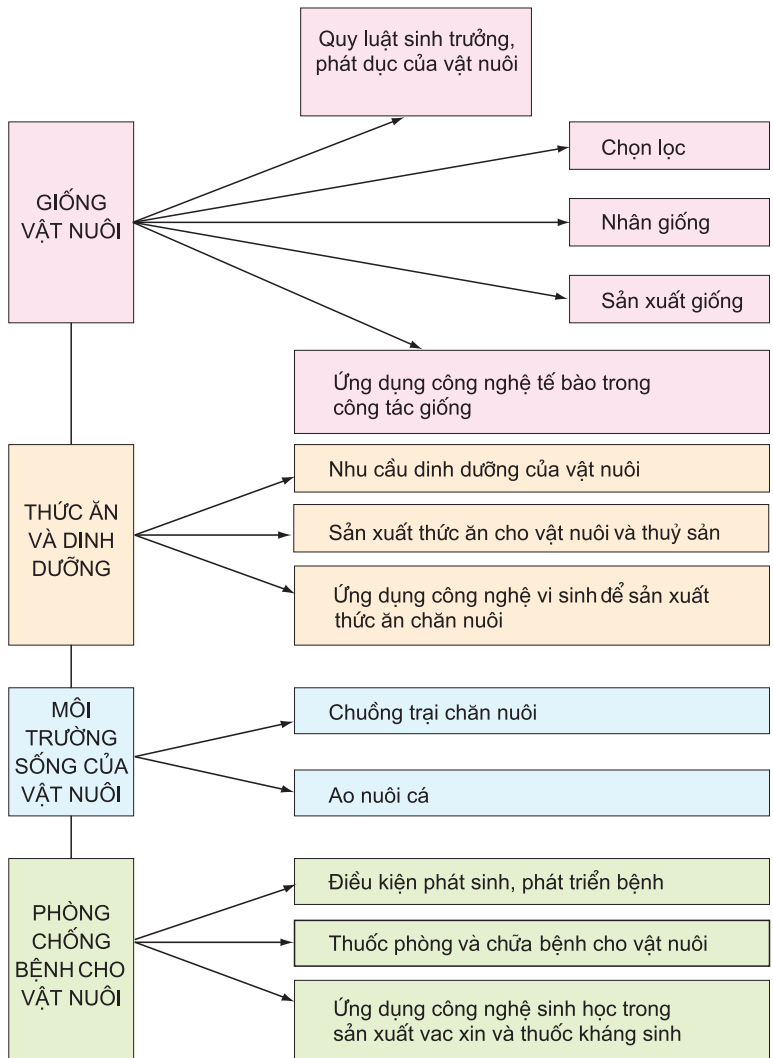 Quy luật sinh trưởng,
phát dục của vật nuôi
GIỐNG
VẬT NUÔI
Chọn lọc
Nhân giống
Sản xuất giống
Ứng dụng công nghệ tế bào trong
công tác giống
THỨC ĂN
VÀ DINH
DƯỠNG
Nhu cầu dinh dưỡng của vật nuôi
Sản xuất thức ăn cho vật nuôi và thuỷ sản
Ứng dụng công nghệ vi sinh để sản xuất
thức ăn chăn nuôi
MÔI
TRƯỜNG
SỐNG CỦA
VẬT NUÔI
Chuồng trại chăn nuôi
Ao nuôi cá
PHÒNG
CHỐNG
BỆNH CHO
VẬT NUÔI
Điều kiện phát sinh, phát triển bệnh
Thuốc phòng và chữa bệnh cho vật nuôi
Ứng dụng công nghệ sinh học trong
sản xuất vac xin và thuốc kháng sinh